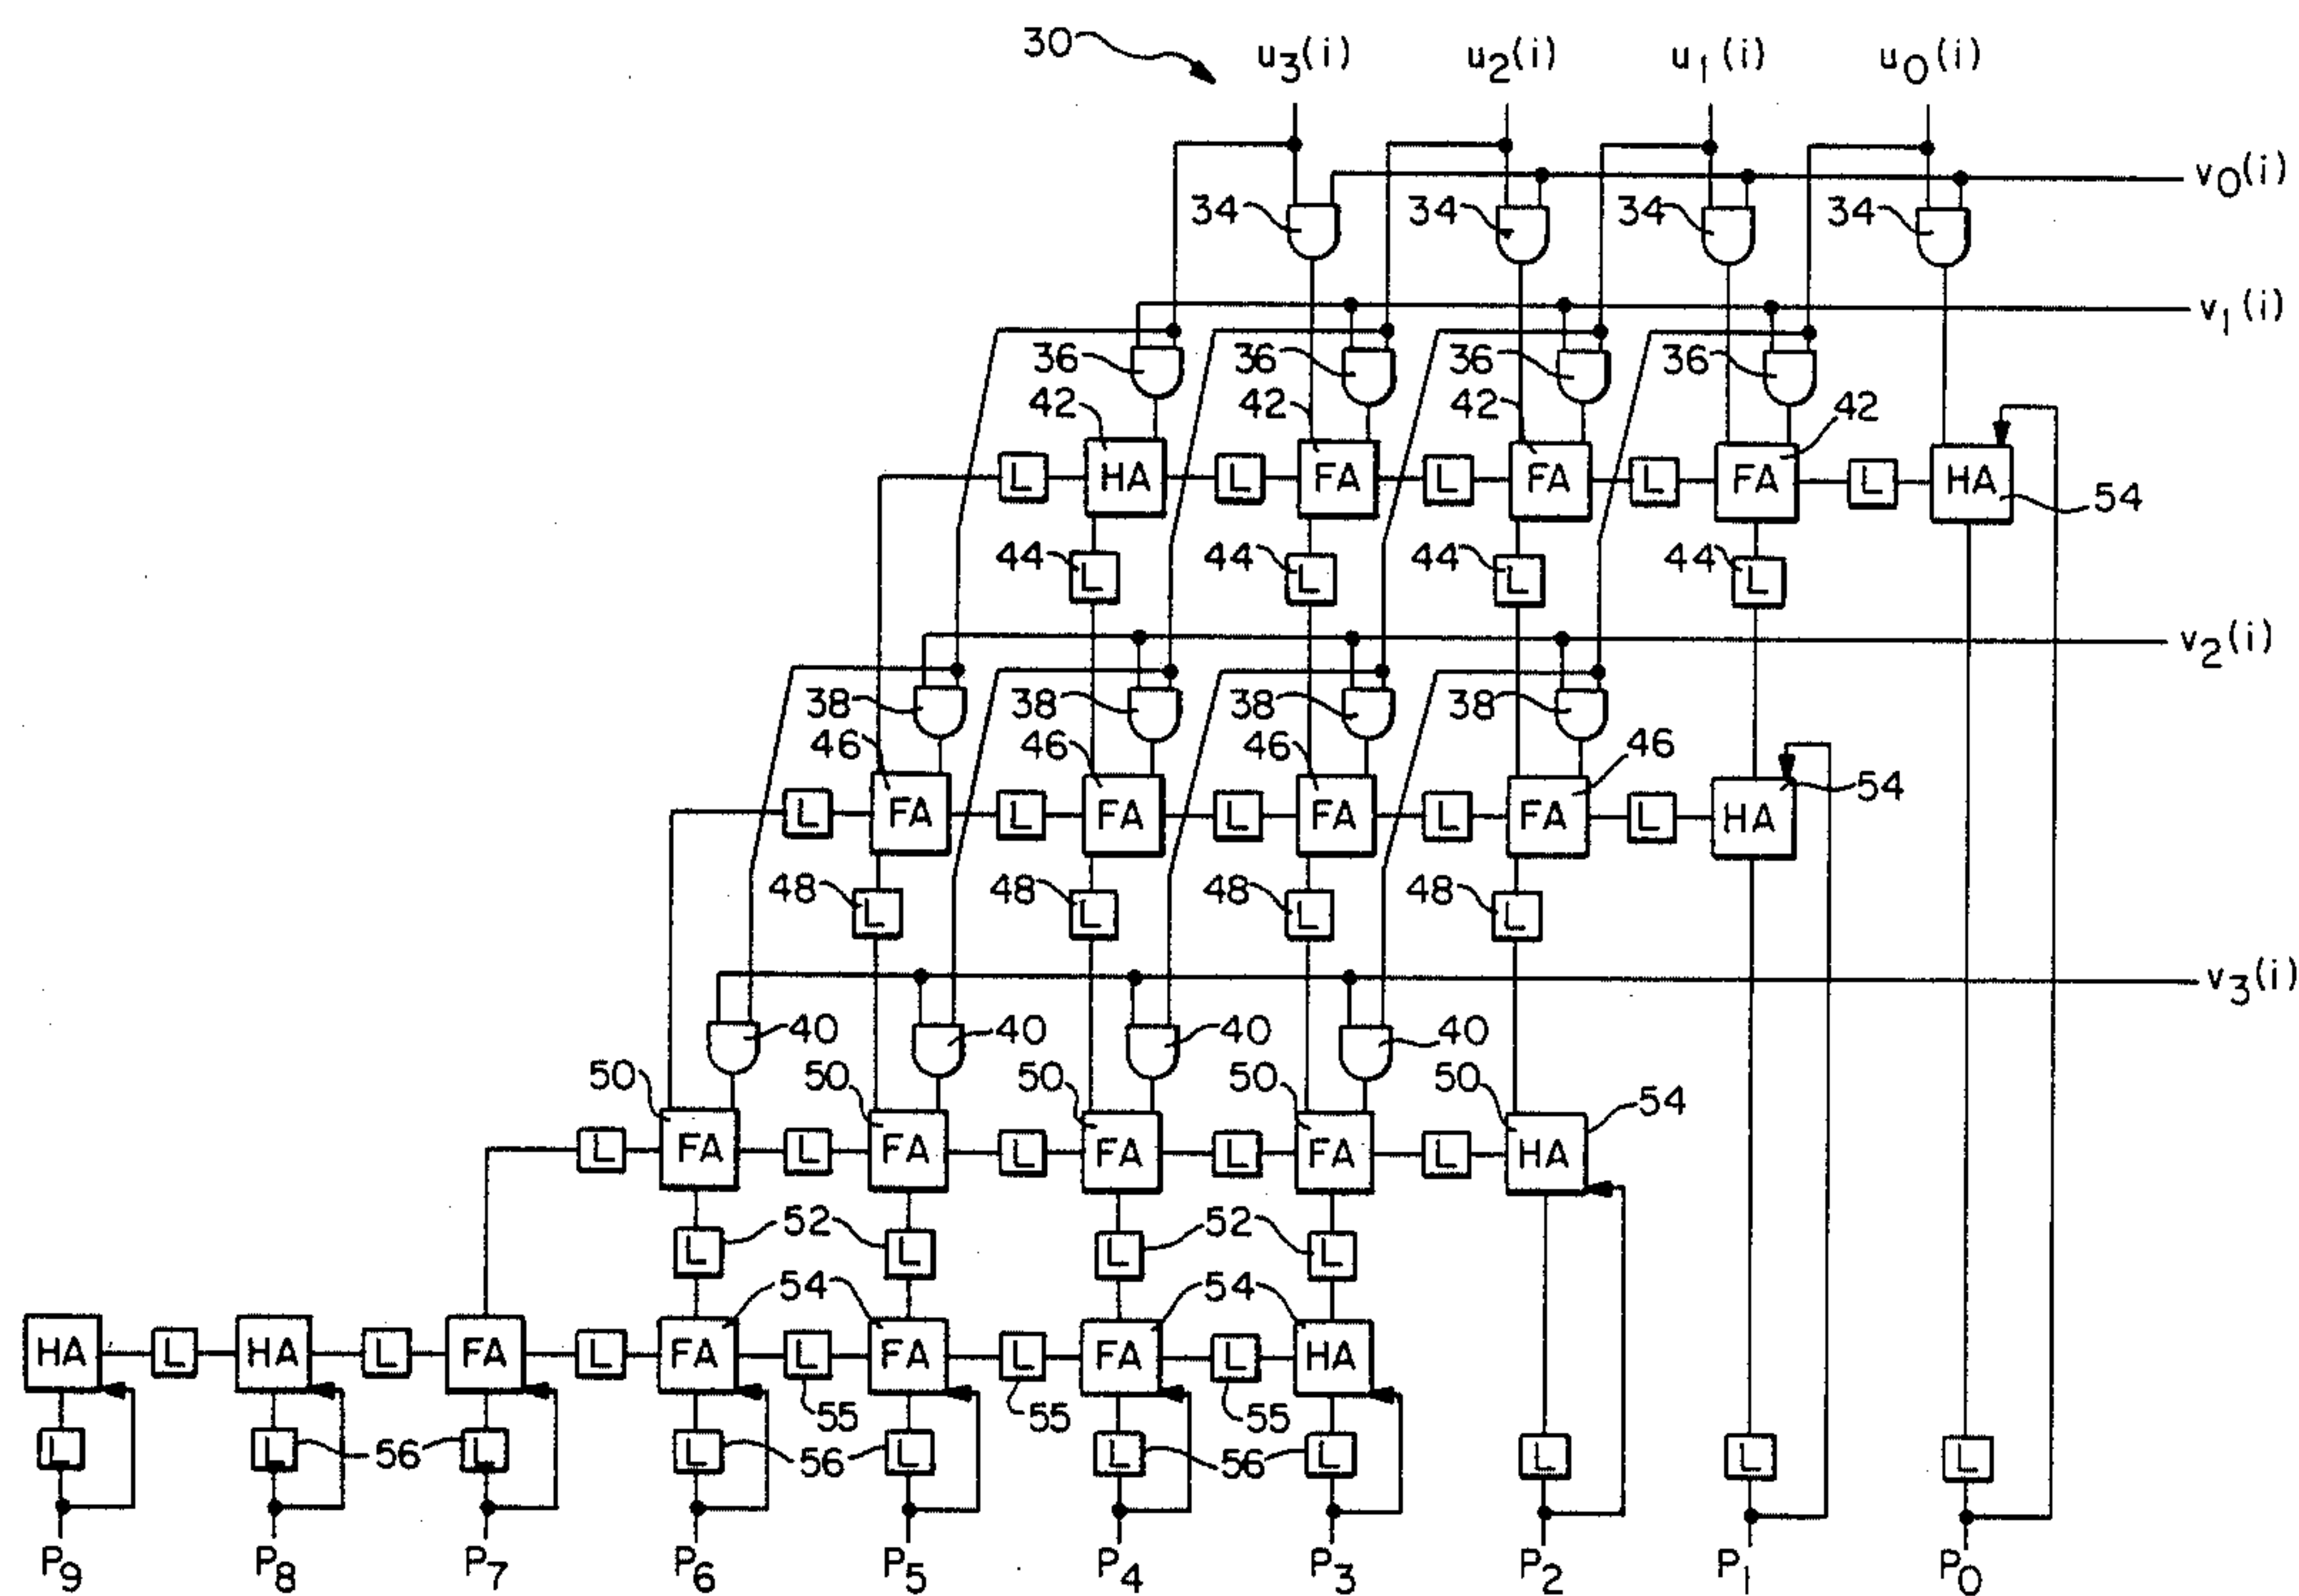 30 u3(i) u2(i) u1(i) u0(i)
v0(i)
34 34 34 34
v1(i)
36 36 36 36
42 42 42 42
L HA L FA L FA L FA L HA
54
44 44 44 44
L L L L
v2(i)
38 38 38 38
46 46 46 46
54
L FA L FA L FA L FA L HA
48 48 48 48
L L L L
v3(i)
40 40 40 40
50 50 50 50 50 54
L FA L FA L FA L FA L HA
52 52
L L L L
54 54
HA L HA L FA L FA L FA L FA L HA
55 55 55
L L L L L L L L L L
56 56 56
P9 P8 P7 P6 P5 P4 P3 P2 P1 P0